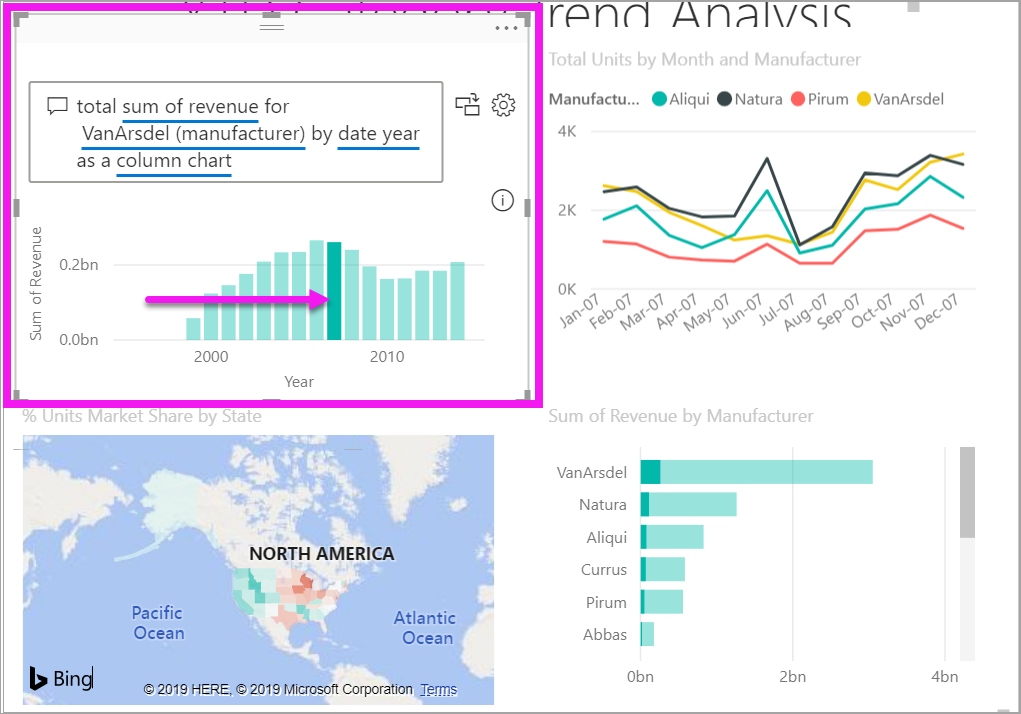 Trend Analysis
total sum of revenue for
VanArsdel (manufacturer) by date year
as a column chart
Sum of Revenue
0.2bn
0.0bn
2000
2010
Year
Total Units by Month and Manufacturer
Manufactu... Aliqui Natura Pirum VanArsdel
4K
2K
0K
Jan-07 Feb-07 Mar-07 Apr-07 May-07 Jun-07 Jul-07 Aug-07 Sep-07 Oct-07 Nov-07 Dec-07
% Units Market Share by State
NORTH AMERICA
Pacific
Ocean
Atlantic
Ocean
Bing
© 2019 HERE, © 2019 Microsoft Corporation Terms
Sum of Revenue by Manufacturer
VanArsdel
Natura
Aliqui
Currus
Pirum
Abbas
0bn 2bn 4bn